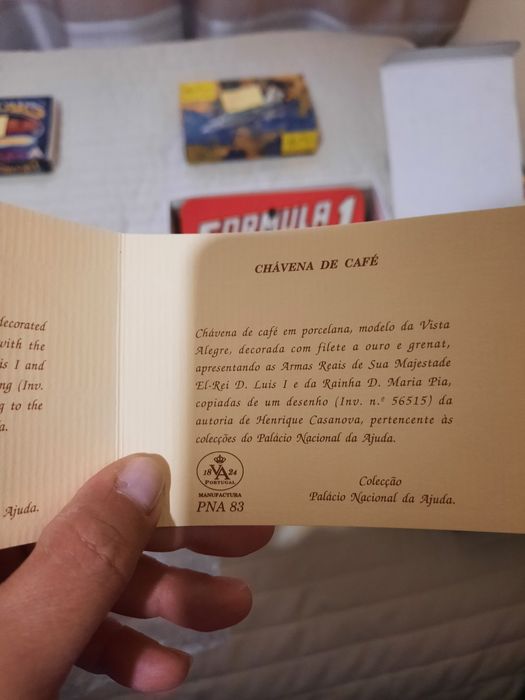 FORMULA 1
decorated
with the
is I and
ng (Inv.
g to the
a.
Ajuda.
CHÁVENA DE CAFÉ
Chávena de café em porcelana, modelo da Vista
Alegre, decorada com filete a ouro e grenat,
apresentando as Armas Reais de Sua Majestade
El-Rei D. Luis I e da Rainha D. Maria Pia,
copiadas de um desenho (Inv. n.º 56515) da
autoria de Henrique Casanova, pertencente às
colecções do Palácio Nacional da Ajuda.
18 VA 24
PORTUGAL
MANUFACTURA
PNA 83
Colecção
Palácio Nacional da Ajuda.